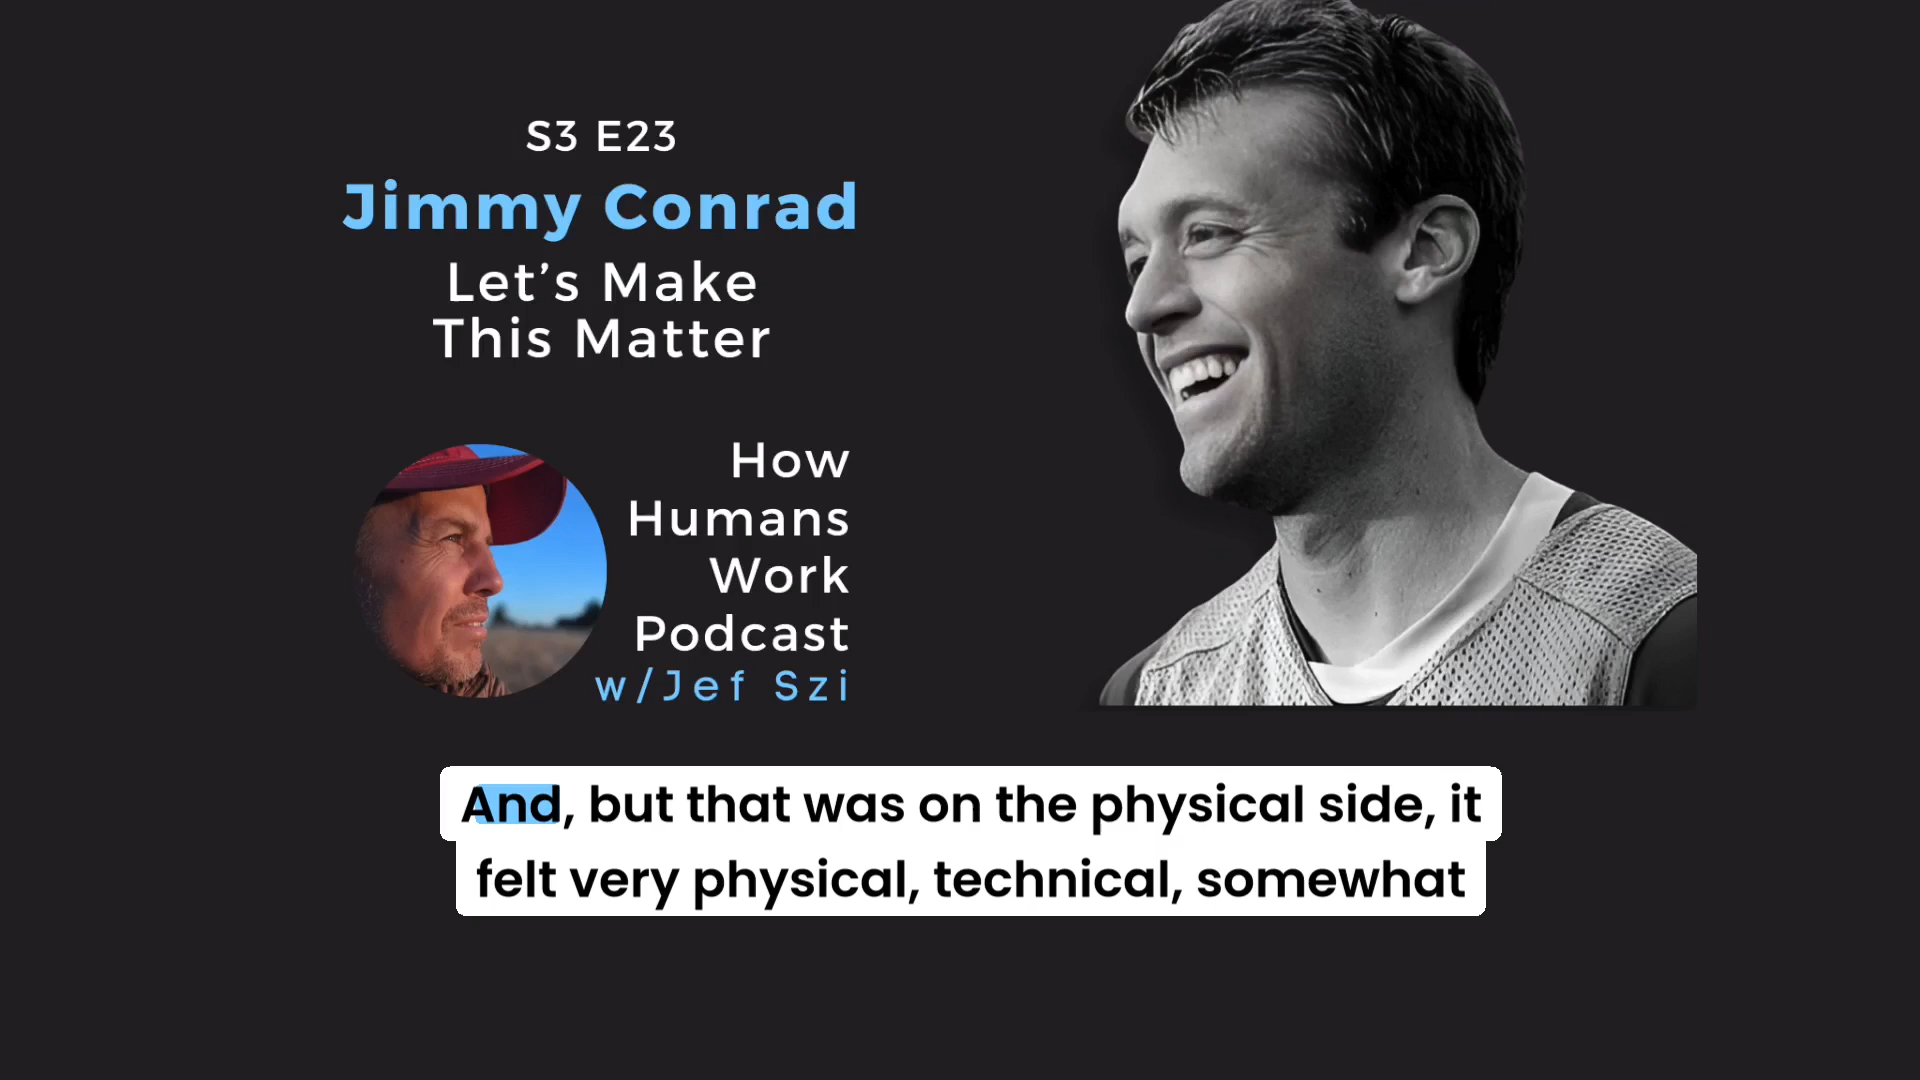 S3 E23
Jimmy Conrad
Let’s Make
This Matter
How
Humans
Work
Podcast
w/Jef Szi
And, but that was on the physical side, it
felt very physical, technical, somewhat